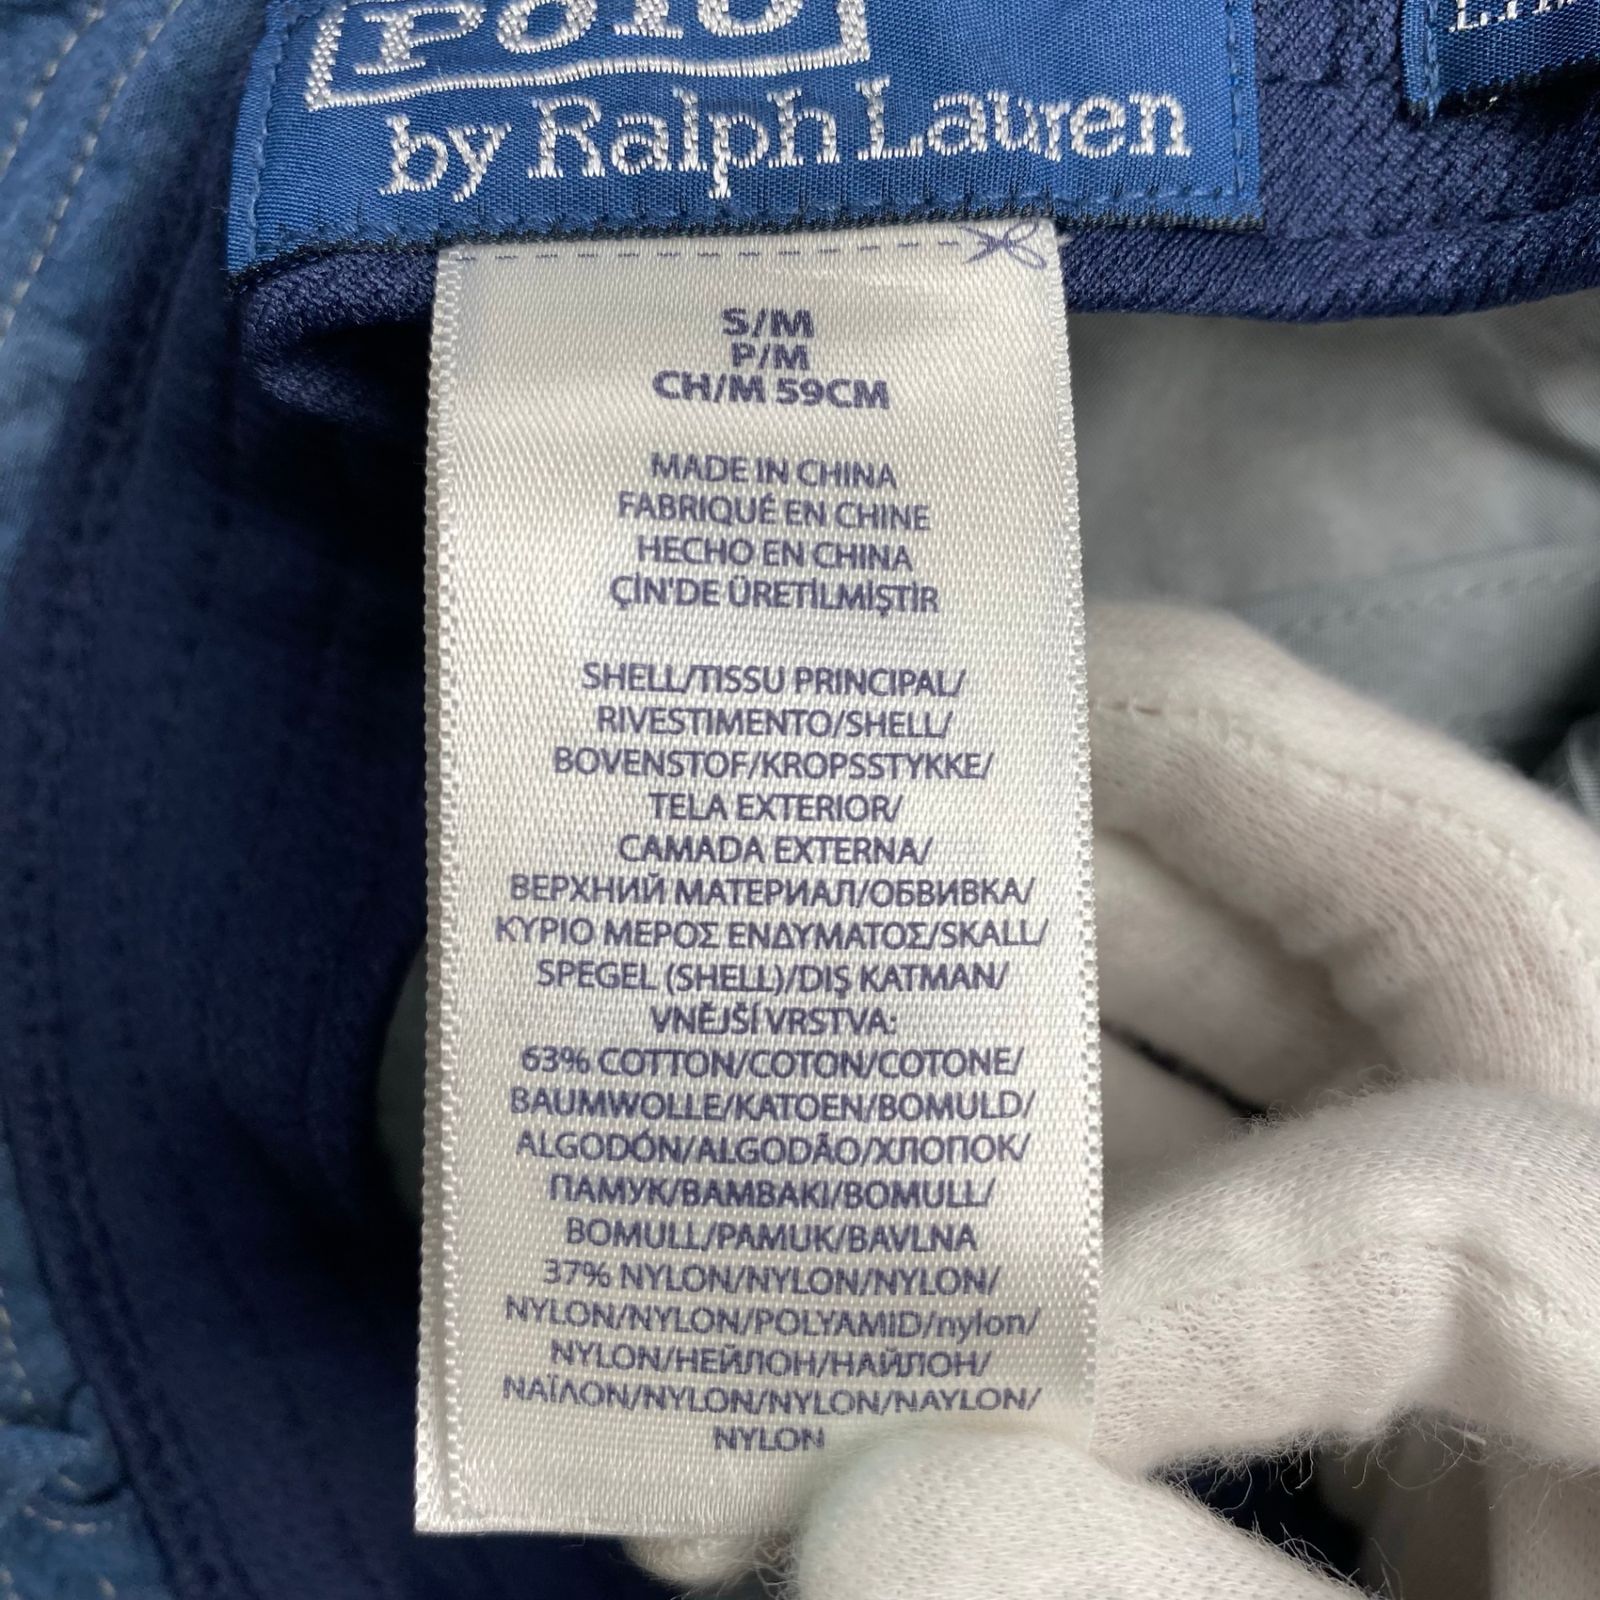 Polo
by Ralph Lauren
S/M
P/M
CH/M 59CM
MADE IN CHINA
FABRIQUÉ EN CHINE
HECHO EN CHINA
ÇİN'DE ÜRETİLMİŞTİR
SHELL/TISSU PRINCIPAL/
RIVESTIMENTO/SHELL/
BOVENSTOF/KROPSSTYKKE/
TELA EXTERIOR/
CAMADA EXTERNA/
ВЕРХНИЙ МАТЕРИАЛ/ОБВИВКА/
ΚΥΡΙΟ ΜΕΡΟΣ ΕΝΔΥΜΑΤΟΣ/SKALL/
SPEGEL (SHELL)/DIŞ KATMAN/
VNĚJŠÍ VRSTVA:
63% COTTON/COTON/COTONE/
BAUMWOLLE/KATOEN/BOMULD/
ALGODÓN/ALGODÃO/ХЛОПОК/
ПАМУК/ΒΑΜΒΑΚΙ/BOMULL/
BOMULL/PAMUK/BAVLNA
37% NYLON/NYLON/NYLON/
NYLON/NYLON/POLYAMID/nylon/
NYLON/НЕЙЛОН/НАЙЛОН/
ΝΑΪΛΟΝ/NYLON/NYLON/NAYLON/
NYLON